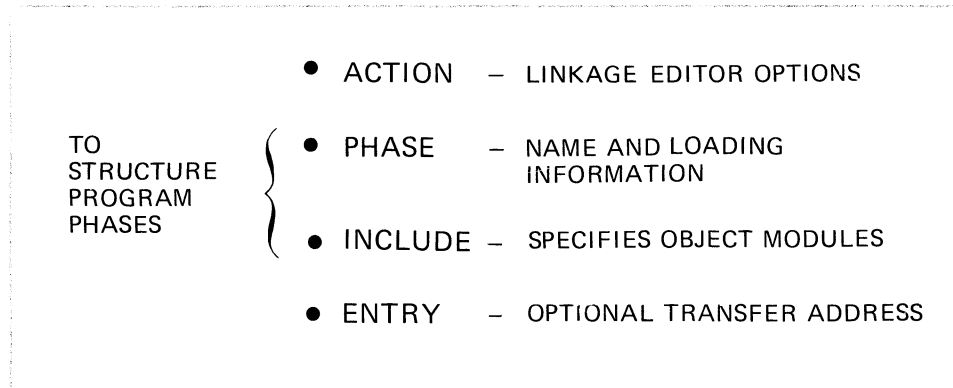 ● ACTION – LINKAGE EDITOR OPTIONS
TO
STRUCTURE
PROGRAM
PHASES
● PHASE – NAME AND LOADING
INFORMATION
● INCLUDE – SPECIFIES OBJECT MODULES
● ENTRY – OPTIONAL TRANSFER ADDRESS